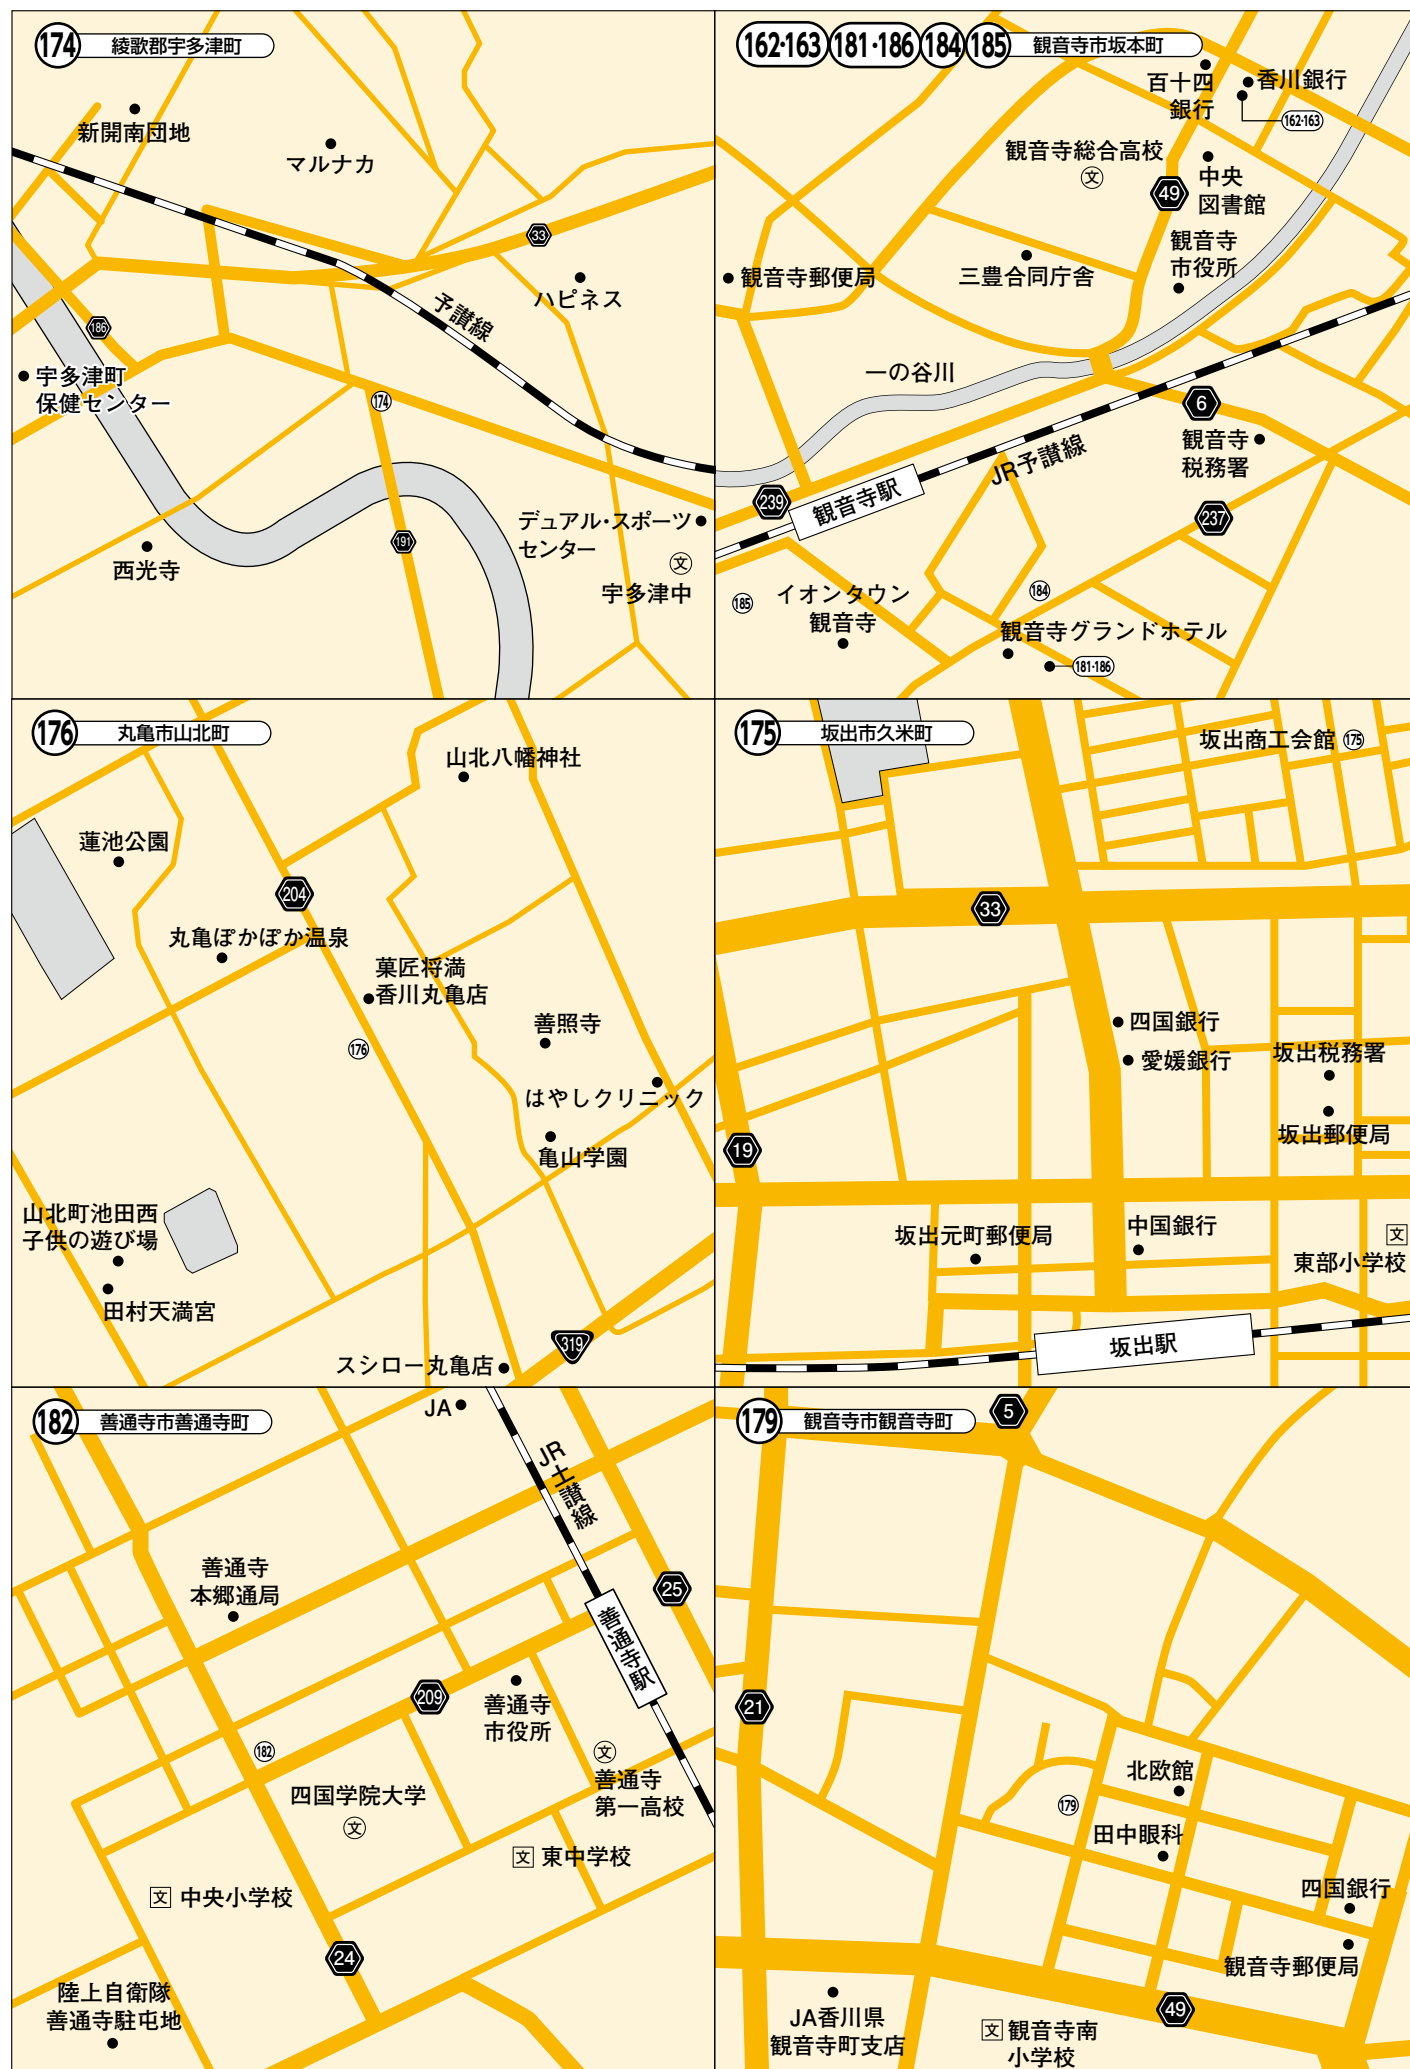 174 綾歌郡宇多津町
新開南団地
マルナカ
33
ハピネス
予讃線
186
宇多津町
保健センター
174
デュアル・スポーツ
センター
191
西光寺
文
宇多津中
162·163 181·186 184 185 観音寺市坂本町
百十四
銀行
香川銀行
162·163
観音寺総合高校
文
49
中央
図書館
観音寺
市役所
観音寺郵便局
三豊合同庁舎
一の谷川
6
観音寺
税務署
JR予讃線
239
観音寺駅
237
185
イオンタウン
観音寺
184
観音寺グランドホテル
181·186
176 丸亀市山北町
山北八幡神社
蓮池公園
204
丸亀ぽかぽか温泉
菓匠将満
香川丸亀店
176
善照寺
はやしクリニック
亀山学園
山北町池田西
子供の遊び場
田村天満宮
319
スシロー丸亀店
175 坂出市久米町
坂出商工会館 175
33
四国銀行
愛媛銀行
坂出税務署
坂出郵便局
19
坂出元町郵便局
中国銀行
文
東部小学校
坂出駅
182 善通寺市善通寺町
JA
JR土讃線
善通寺
本郷通局
25
善通寺駅
209
善通寺
市役所
182
四国学院大学
文
文
善通寺
第一高校
文 東中学校
文 中央小学校
24
陸上自衛隊
善通寺駐屯地
179 観音寺市観音寺町
5
21
北欧館
179
田中眼科
四国銀行
観音寺郵便局
49
JA香川県
観音寺町支店
文 観音寺南
小学校